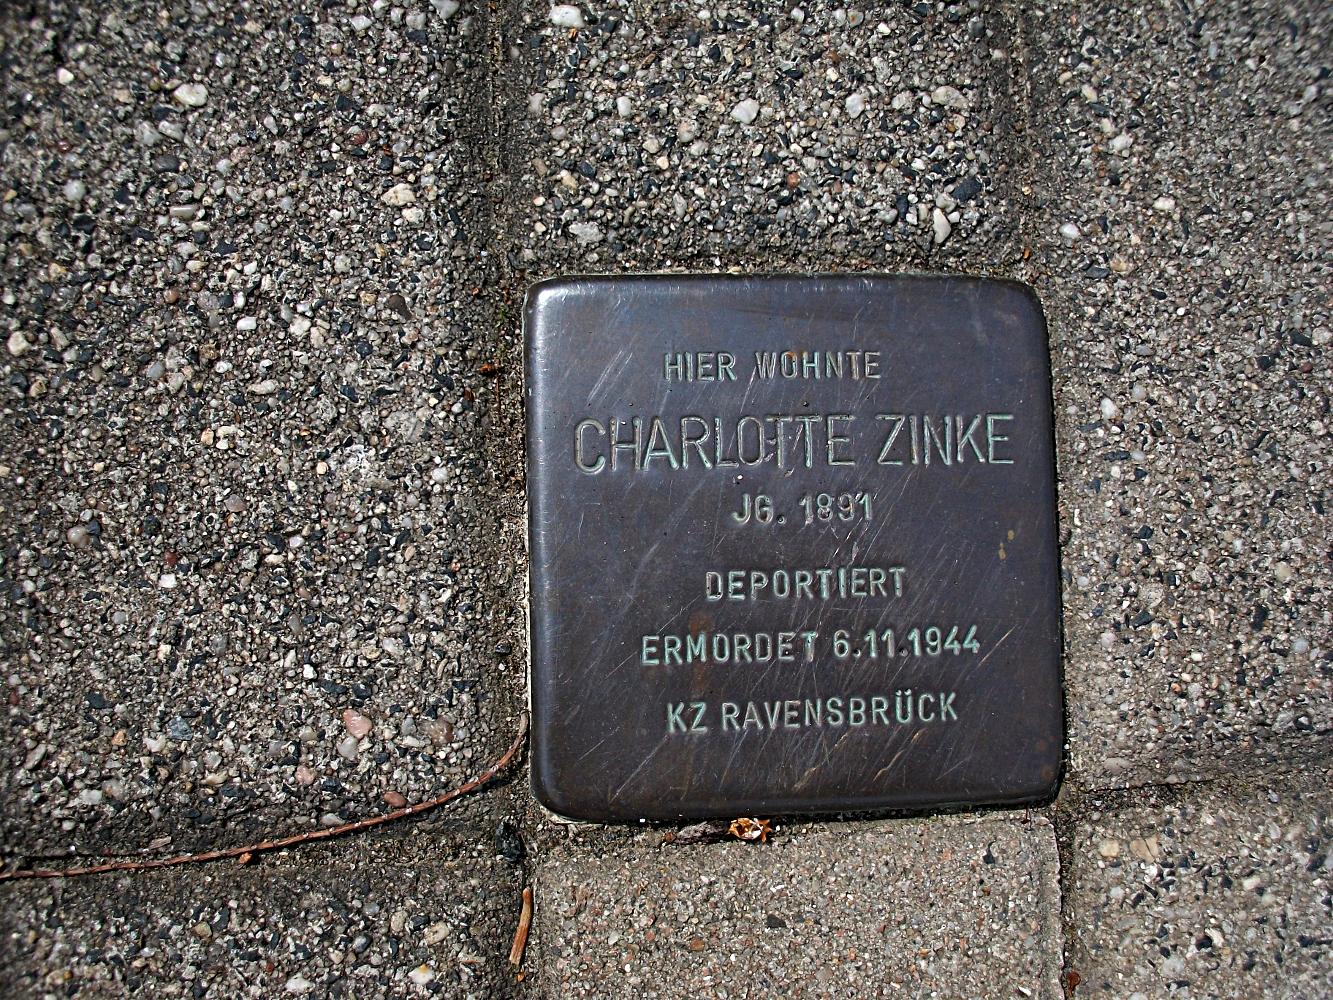 HIER WOHNTE
CHARLOTTE ZINKE
JG. 1891
DEPORTIERT
ERMORDET 6.11.1944
KZ RAVENSBRÜCK